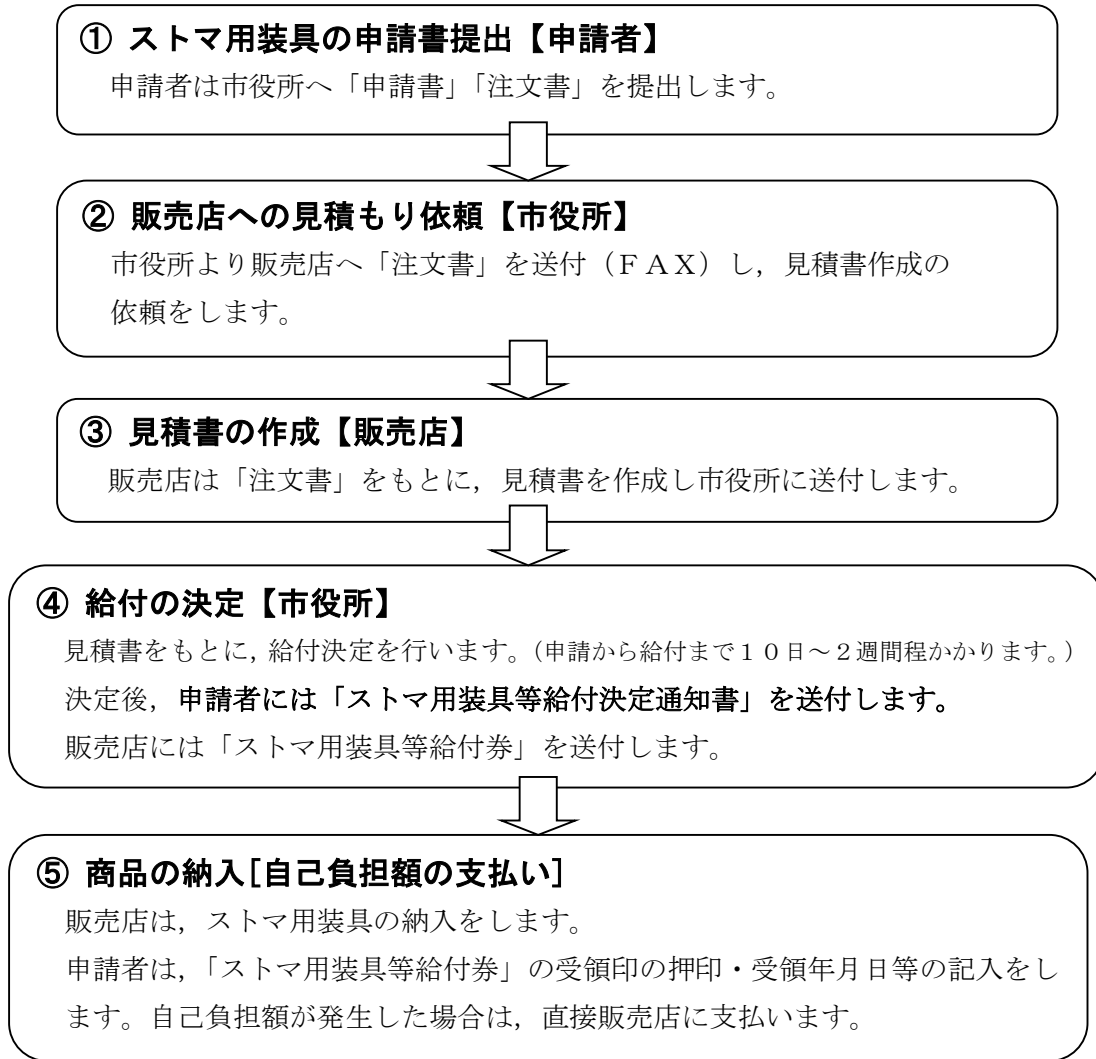 ① ストマ用装具の申請書提出【申請者】
申請者は市役所へ「申請書」「注文書」を提出します。
② 販売店への見積もり依頼【市役所】
市役所より販売店へ「注文書」を送付（ＦＡＸ）し，見積書作成の
依頼をします。
③ 見積書の作成【販売店】
販売店は「注文書」をもとに，見積書を作成し市役所に送付します。
④ 給付の決定【市役所】
見積書をもとに，給付決定を行います。（申請から給付まで１０日～２週間程かかります。）
決定後，申請者には「ストマ用装具等給付決定通知書」を送付します。
販売店には「ストマ用装具等給付券」を送付します。
⑤ 商品の納入[自己負担額の支払い]
販売店は，ストマ用装具の納入をします。
申請者は，「ストマ用装具等給付券」の受領印の押印・受領年月日等の記入をし
ます。自己負担額が発生した場合は，直接販売店に支払います。